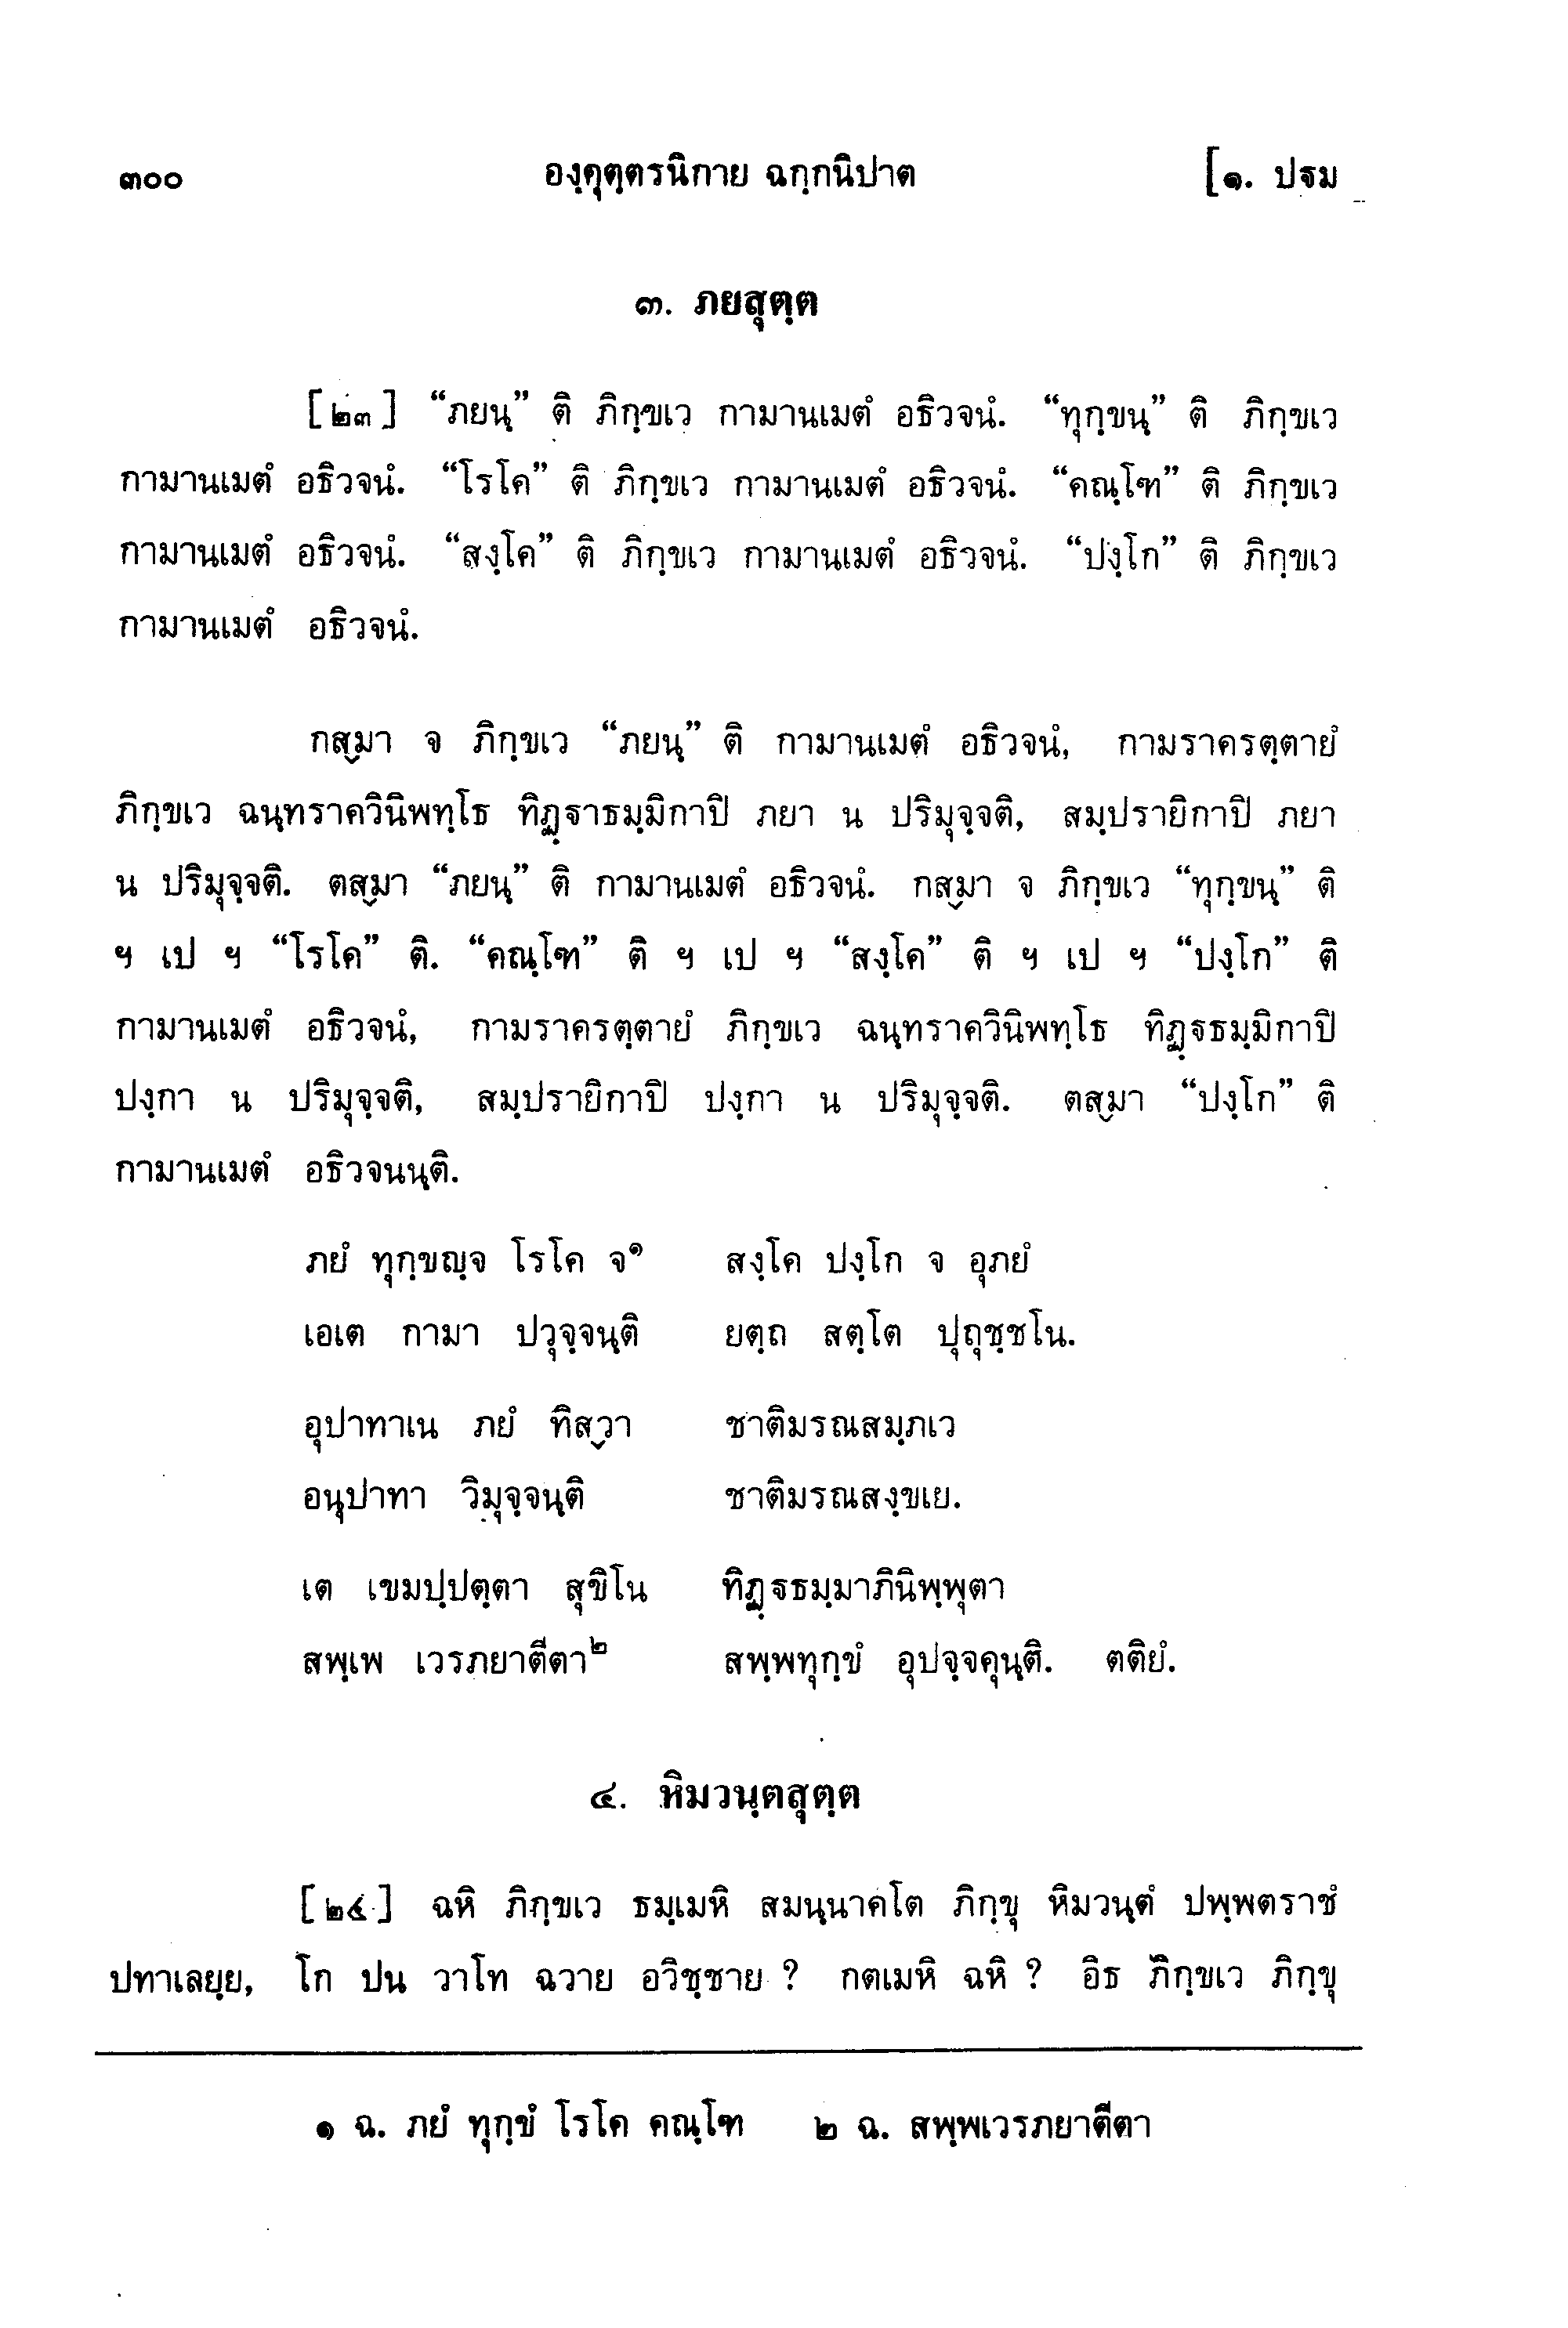 ๓๐๐ องฺคุตฺตรนิกาย ฉกฺกนิปาต [๑. ปฐม
๓. ภยสุตฺต
[๒๓] “ภยนฺ” ติ ภิกฺขเว กามานเมตํ อธิวจนํ. “ทุกฺขนฺ” ติ ภิกฺขเว
กามานเมตํ อธิวจนํ. “โรโค” ติ ภิกฺขเว กามานเมตํ อธิวจนํ. “คณฺโฑ” ติ ภิกฺขเว
กามานเมตํ อธิวจนํ. “สงฺโค” ติ ภิกฺขเว กามานเมตํ อธิวจนํ. “ปงฺโก” ติ ภิกฺขเว
กามานเมตํ อธิวจนํ.
กสฺมา จ ภิกฺขเว “ภยนฺ” ติ กามานเมตํ อธิวจนํ, กามราครตฺตายํ
ภิกฺขเว ฉนฺทราควินิพทฺโธ ทิฏฺฐาธมฺมิกาปิ ภยา น ปริมุจฺจติ, สมฺปรายิกาปิ ภยา
น ปริมุจฺจติ. ตสฺมา “ภยนฺ” ติ กามานเมตํ อธิวจนํ. กสฺมา จ ภิกฺขเว “ทุกฺขนฺ” ติ
ฯ เป ฯ “โรโค” ติ. “คณฺโฑ” ติ ฯ เป ฯ “สงฺโค” ติ ฯ เป ฯ “ปงฺโก” ติ
กามานเมตํ อธิวจนํ, กามราครตฺตายํ ภิกฺขเว ฉนฺทราควินิพทฺโธ ทิฏฺฐธมฺมิกาปิ
ปงฺกา น ปริมุจฺจติ, สมฺปรายิกาปิ ปงฺกา น ปริมุจฺจติ. ตสฺมา “ปงฺโก” ติ
กามานเมตํ อธิวจนนฺติ.
ภยํ ทุกฺขญฺจ โรโค จ๑ สงฺโค ปงฺโก จ อุภยํ
เอเต กามา ปวุจฺจนฺติ ยตฺถ สตฺโต ปุถุชฺชโน.
อุปาทาเน ภยํ ทิสฺวา ชาติมรณสมฺภเว
อนุปาทา วิมุจฺจนฺติ ชาติมรณสงฺขเย.
เต เขมปฺปตฺตา สุขิโน ทิฏฺฐธมฺมาภินิพฺพุตา
สพฺเพ เวรภยาตีตา๒ สพฺพทุกฺขํ อุปจฺจคุนฺติ. ตติยํ.
๔. หิมวนฺตสุตฺต
[๒๔] ฉหิ ภิกฺขเว ธมฺเมหิ สมนฺนาคโต ภิกฺขุ หิมวนฺตํ ปพฺพตราชํ
ปทาเลยฺย, โก ปน วาโท ฉวาย อวิชฺชาย ? กตเมหิ ฉหิ ? อิธ ภิกฺขเว ภิกฺขุ
๑ ฉ. ภยํ ทุกฺขํ โรโค คณฺโฑ ๒ ฉ. สพฺพเวรภยาตีตา